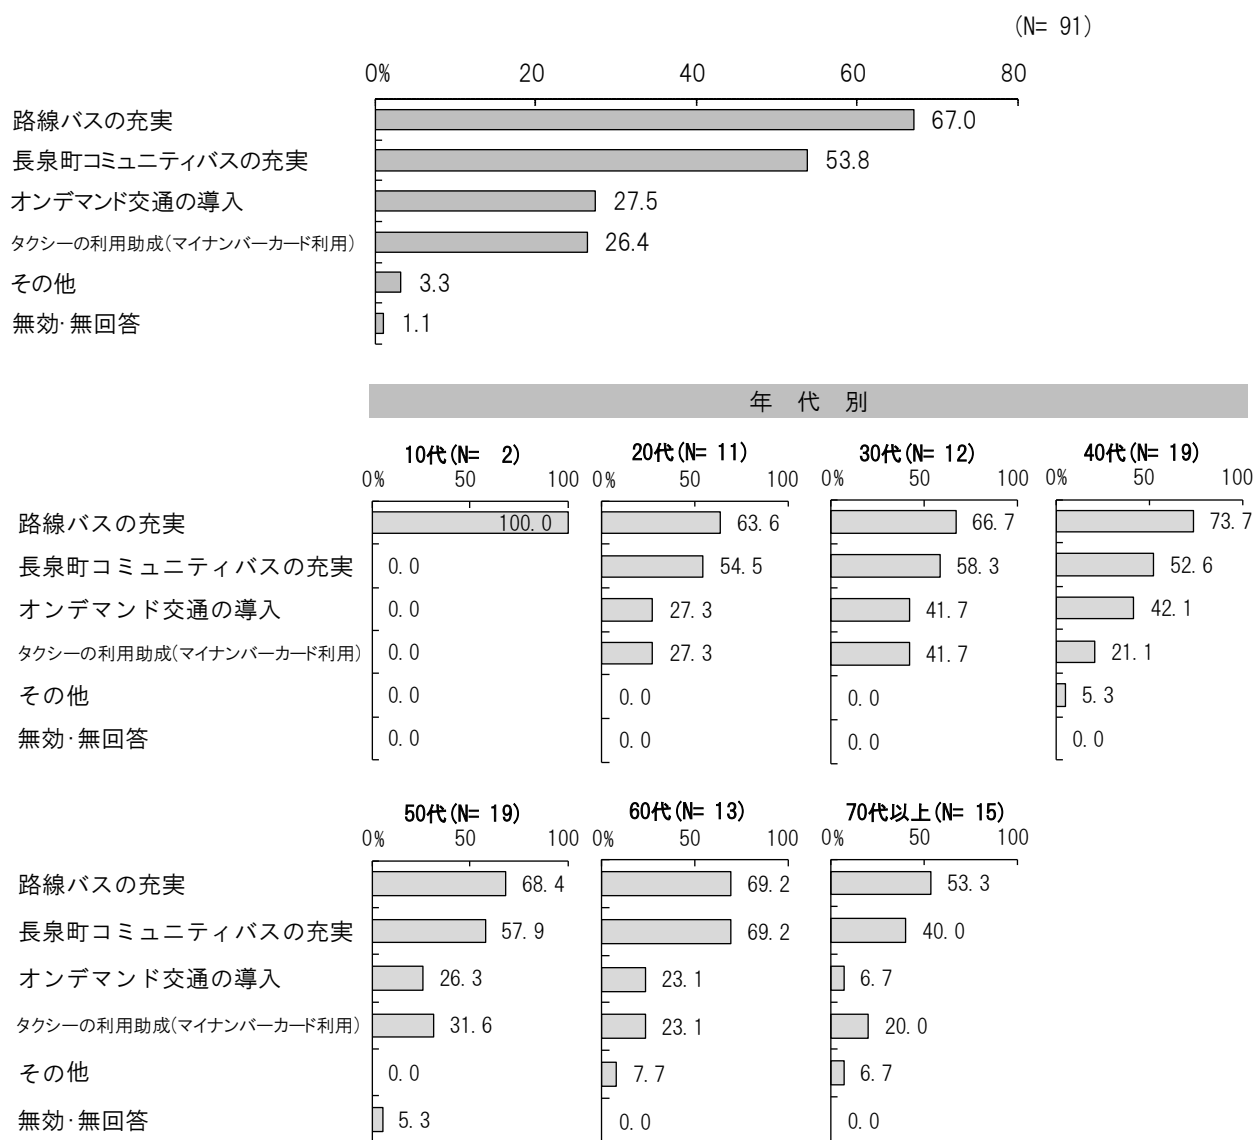 (N= 91)
0% 20 40 60 80
路線バスの充実 67.0
長泉町コミュニティバスの充実 53.8
オンデマンド交通の導入 27.5
タクシーの利用助成(マイナンバーカード利用) 26.4
その他 3.3
無効・無回答 1.1
年 代 別
10代(N= 2) 20代(N= 11) 30代(N= 12) 40代(N= 19)
0% 50 100 0% 50 100 0% 50 100 0% 50 100
路線バスの充実 100.0 63.6 66.7 73.7
長泉町コミュニティバスの充実 0.0 54.5 58.3 52.6
オンデマンド交通の導入 0.0 27.3 41.7 42.1
タクシーの利用助成(マイナンバーカード利用) 0.0 27.3 41.7 21.1
その他 0.0 0.0 0.0 5.3
無効・無回答 0.0 0.0 0.0 0.0
50代(N= 19) 60代(N= 13) 70代以上(N= 15)
0% 50 100 0% 50 100 0% 50 100
路線バスの充実 68.4 69.2 53.3
長泉町コミュニティバスの充実 57.9 69.2 40.0
オンデマンド交通の導入 26.3 23.1 6.7
タクシーの利用助成(マイナンバーカード利用) 31.6 23.1 20.0
その他 0.0 7.7 6.7
無効・無回答 5.3 0.0 0.0